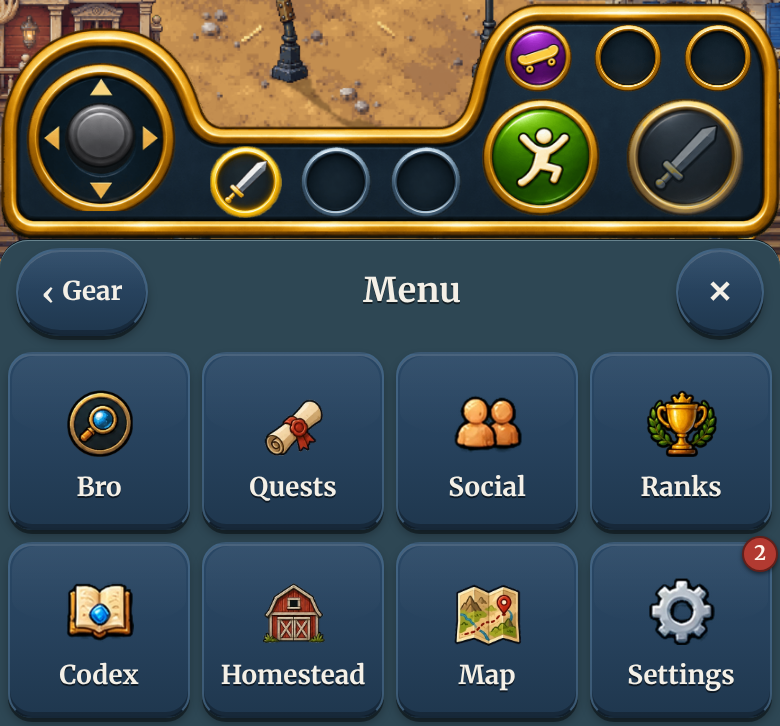 ‹ Gear
Menu
×
Bro
Quests
Social
Ranks
2
Codex
Homestead
Map
Settings